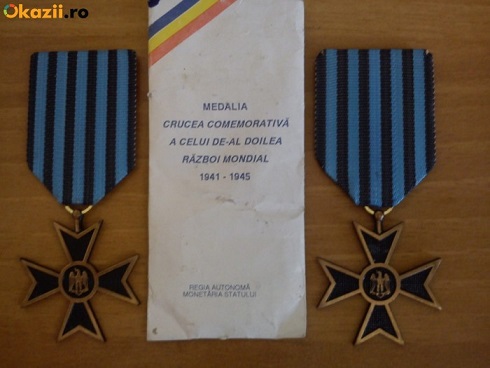 Okazii.ro
MEDALIA
CRUCEA COMEMORATIVĂ
A CELUI DE-AL DOILEA
RĂZBOI MONDIAL
1941 - 1945
REGIA AUTONOMĂ
MONETĂRIA STATULUI